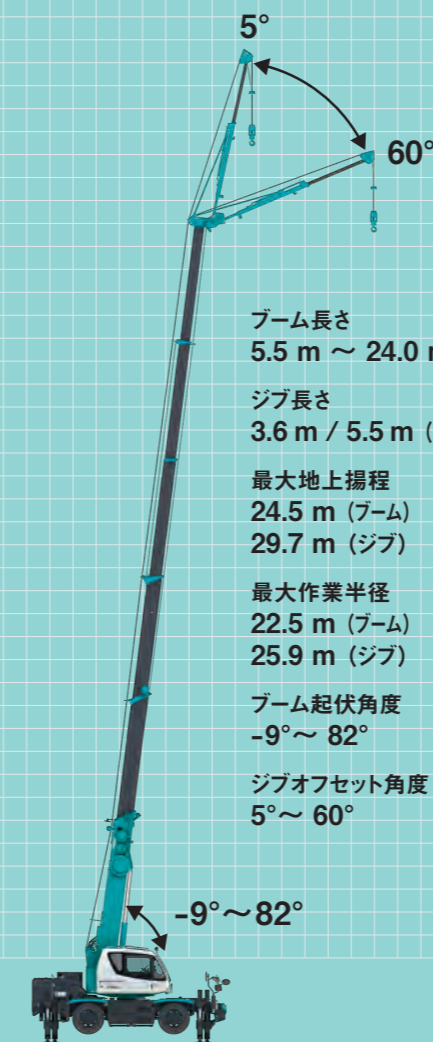 5°
60°
ブーム長さ
5.5 m ～ 24.0 m
ジブ長さ
3.6 m / 5.5 m (
最大地上揚程
24.5 m (ブーム)
29.7 m (ジブ)
最大作業半径
22.5 m (ブーム)
25.9 m (ジブ)
ブーム起伏角度
-9°～ 82°
ジブオフセット角度
5°～ 60°
-9°～82°